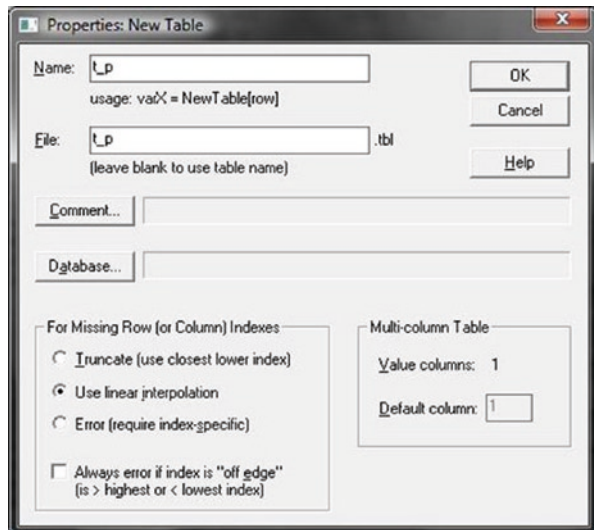 Properties: New Table
Name: t_p
usage: varX = NewTable[row]
OK
Cancel
File: t_p .tbl
(leave blank to use table name)
Help
Comment...
Database...
For Missing Row (or Column) Indexes
Truncate (use closest lower index)
Use linear interpolation
Error (require index-specific)
Always error if index is "off edge"
(is > highest or < lowest index)
Multi-column Table
Value columns: 1
Default column: 1